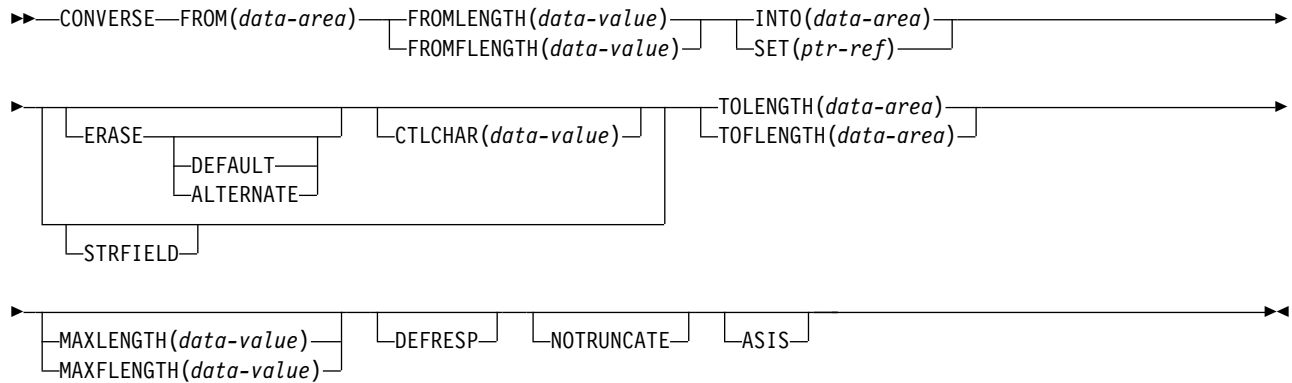 CONVERSE FROM(data-area) FROMLENGTH(data-value) INTO(data-area)
FROMFLENGTH(data-value) SET(ptr-ref)
TOLENGTH(data-area)
ERASE CTLCHAR(data-value) TOFLENGTH(data-area)
DEFAULT
ALTERNATE
STRFIELD
MAXLENGTH(data-value) DEFRESP NOTRUNCATE ASIS
MAXFLENGTH(data-value)